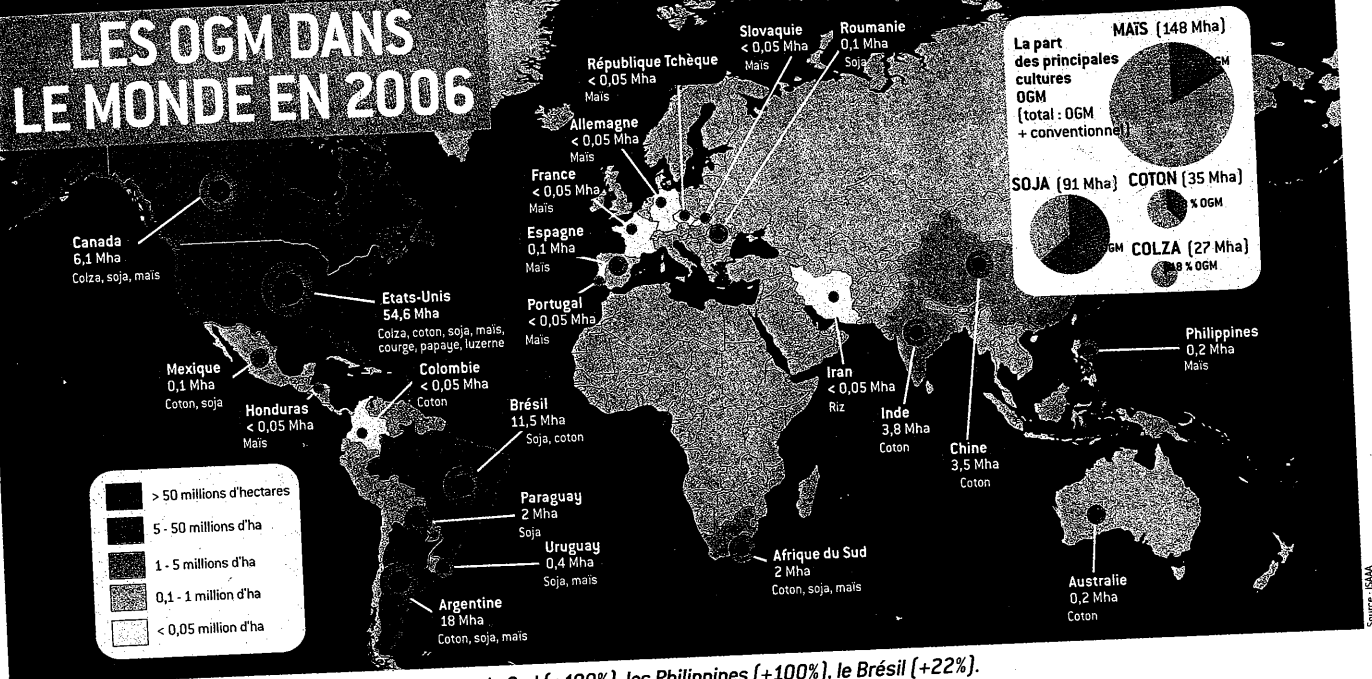 LES OGM DANS
LE MONDE EN 2006
Canada
6,1 Mha
Colza, soja, maïs
Etats-Unis
54,6 Mha
Colza, coton, soja, maïs,
courge, papaye, luzerne
Mexique
0,1 Mha
Coton, soja
Honduras
< 0,05 Mha
Maïs
Colombie
< 0,05 Mha
Coton
Brésil
11,5 Mha
Soja, coton
Paraguay
2 Mha
Soja
Uruguay
0,4 Mha
Soja, maïs
Argentine
18 Mha
Coton, soja, maïs
Slovaquie
< 0,05 Mha
Maïs
Roumanie
0,1 Mha
Soja
République Tchèque
< 0,05 Mha
Maïs
Allemagne
< 0,05 Mha
Maïs
France
< 0,05 Mha
Maïs
Espagne
0,1 Mha
Maïs
Portugal
< 0,05 Mha
Maïs
Iran
< 0,05 Mha
Riz
Inde
3,8 Mha
Coton
Chine
3,5 Mha
Coton
Philippines
0,2 Mha
Maïs
Afrique du Sud
2 Mha
Coton, soja, maïs
Australie
0,2 Mha
Coton
La part
des principales
cultures
OGM
(total : OGM
+ conventionnel)
MAÏS (148 Mha)
GM
SOJA (91 Mha)
GM
COTON (35 Mha)
% OGM
COLZA (27 Mha)
18 % OGM
> 50 millions d'hectares
5 - 50 millions d'ha
1 - 5 millions d'ha
0,1 - 1 million d'ha
< 0,05 million d'ha
Source : ISAAA
les Philippines (+100%), le Brésil (+22%).